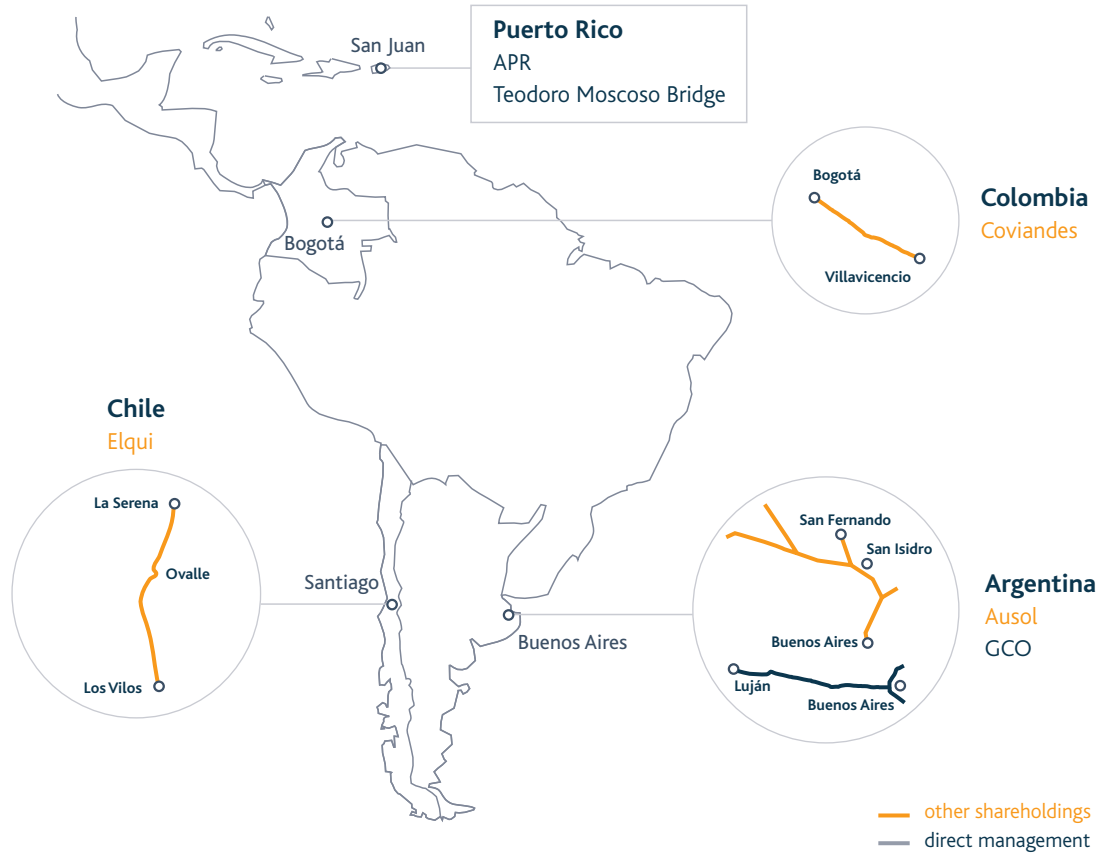 San Juan
Puerto Rico
APR
Teodoro Moscoso Bridge
Bogotá
Bogotá
Villavicencio
Colombia
Coviandes
Chile
Elqui
La Serena
Ovalle
Los Vilos
Santiago
Buenos Aires
San Fernando
San Isidro
Buenos Aires
Luján
Buenos Aires
Argentina
Ausol
GCO
other shareholdings
direct management